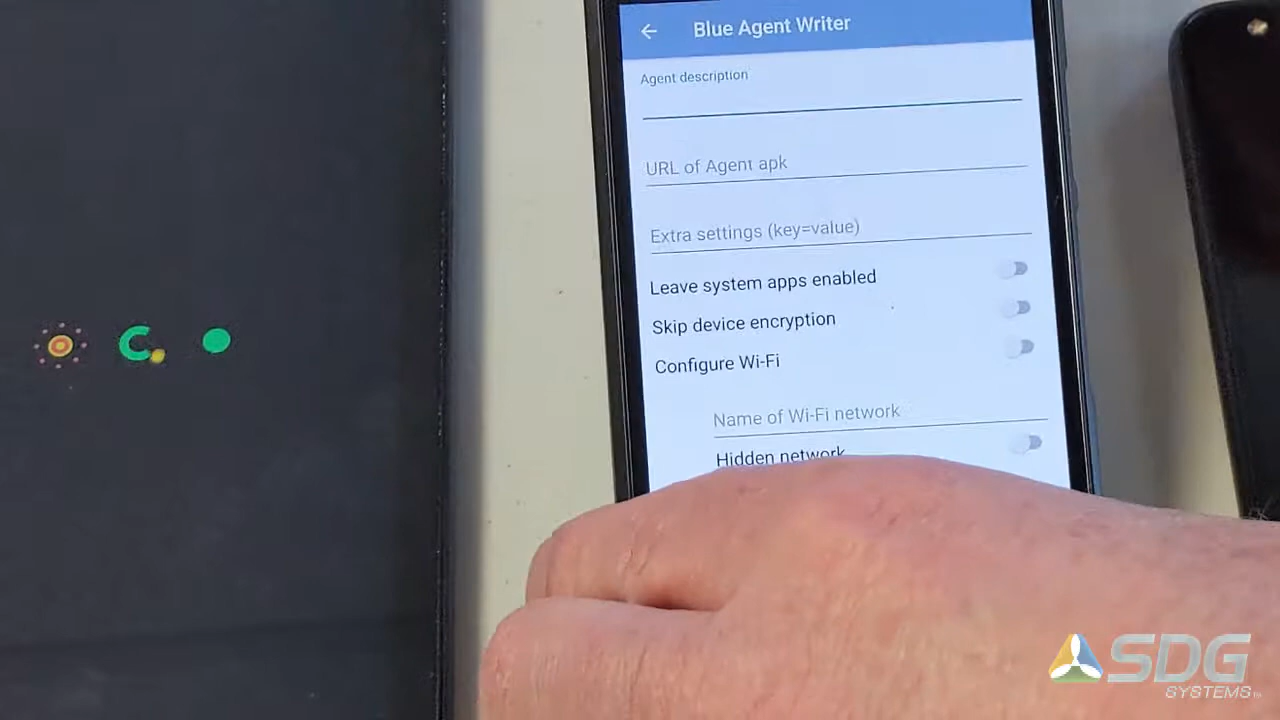 Blue Agent Writer
Agent description
URL of Agent apk
Extra settings (key=value)
Leave system apps enabled
Skip device encryption
Configure Wi-Fi
Name of Wi-Fi network
Hidden network
SDG
SYSTEMS